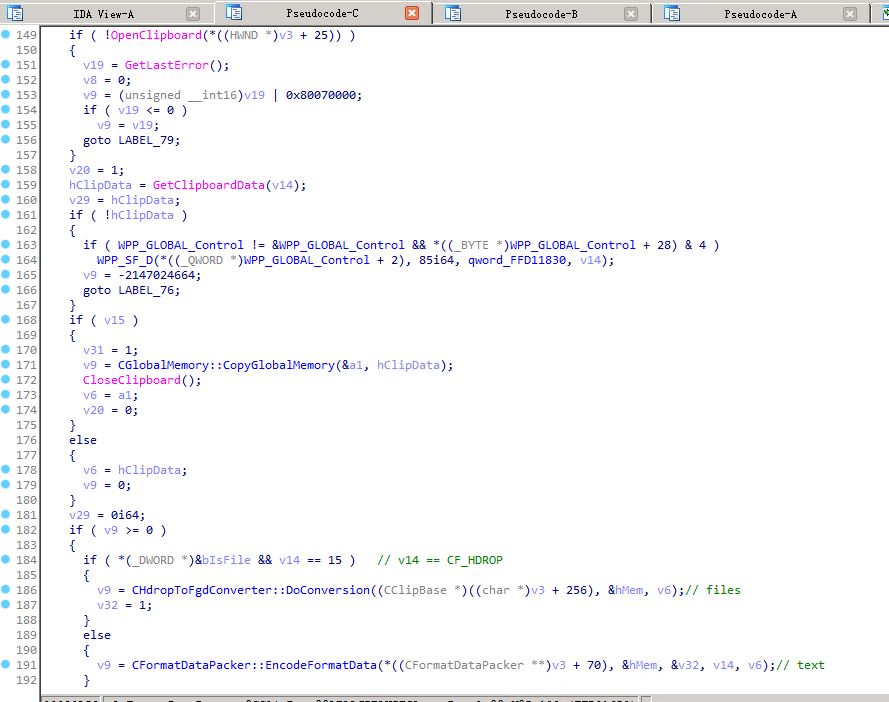 IDA View-A Pseudocode-C Pseudocode-B Pseudocode-A
149 if ( !OpenClipboard(*((HWND *)v3 + 25)) )
150 {
151 v19 = GetLastError();
152 v8 = 0;
153 v9 = (unsigned __int16)v19 | 0x80070000;
154 if ( v19 <= 0 )
155 v9 = v19;
156 goto LABEL_79;
157 }
158 v20 = 1;
159 hClipData = GetClipboardData(v14);
160 v29 = hClipData;
161 if ( !hClipData )
162 {
163 if ( WPP_GLOBAL_Control != &WPP_GLOBAL_Control && *((_BYTE *)WPP_GLOBAL_Control + 28) & 4 )
164 WPP_SF_D(*((_QWORD *)WPP_GLOBAL_Control + 2), 85i64, qword_FFD11830, v14);
165 v9 = -2147024664;
166 goto LABEL_76;
167 }
168 if ( v15 )
169 {
170 v31 = 1;
171 v9 = CGlobalMemory::CopyGlobalMemory(&a1, hClipData);
172 CloseClipboard();
173 v6 = a1;
174 v20 = 0;
175 }
176 else
177 {
178 v6 = hClipData;
179 v9 = 0;
180 }
181 v29 = 0i64;
182 if ( v9 >= 0 )
183 {
184 if ( *(_DWORD *)&bIsFile && v14 == 15 ) // v14 == CF_HDROP
185 {
186 v9 = CHdropToFgdConverter::DoConversion((CClipBase *)((char *)v3 + 256), &hMem, v6);// files
187 v32 = 1;
188 }
189 else
190 {
191 v9 = CFormatDataPacker::EncodeFormatData(*((CFormatDataPacker **)v3 + 70), &hMem, &v32, v14, v6);// text
192 }